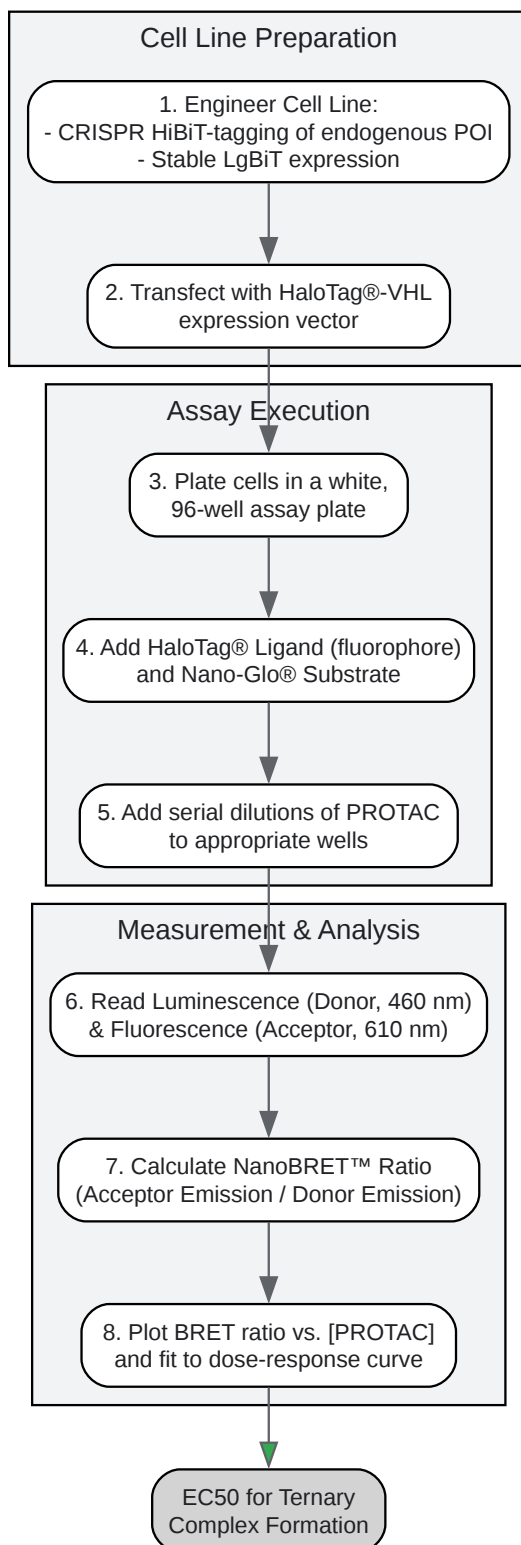 Cell Line Preparation
1. Engineer Cell Line:
- CRISPR HiBiT-tagging of endogenous POI
- Stable LgBiT expression
2. Transfect with HaloTag®-VHL
expression vector
Assay Execution
3. Plate cells in a white,
96-well assay plate
4. Add HaloTag® Ligand (fluorophore)
and Nano-Glo® Substrate
5. Add serial dilutions of PROTAC
to appropriate wells
Measurement & Analysis
6. Read Luminescence (Donor, 460 nm)
& Fluorescence (Acceptor, 610 nm)
7. Calculate NanoBRET™ Ratio
(Acceptor Emission / Donor Emission)
8. Plot BRET ratio vs. [PROTAC]
and fit to dose-response curve
EC50 for Ternary
Complex Formation